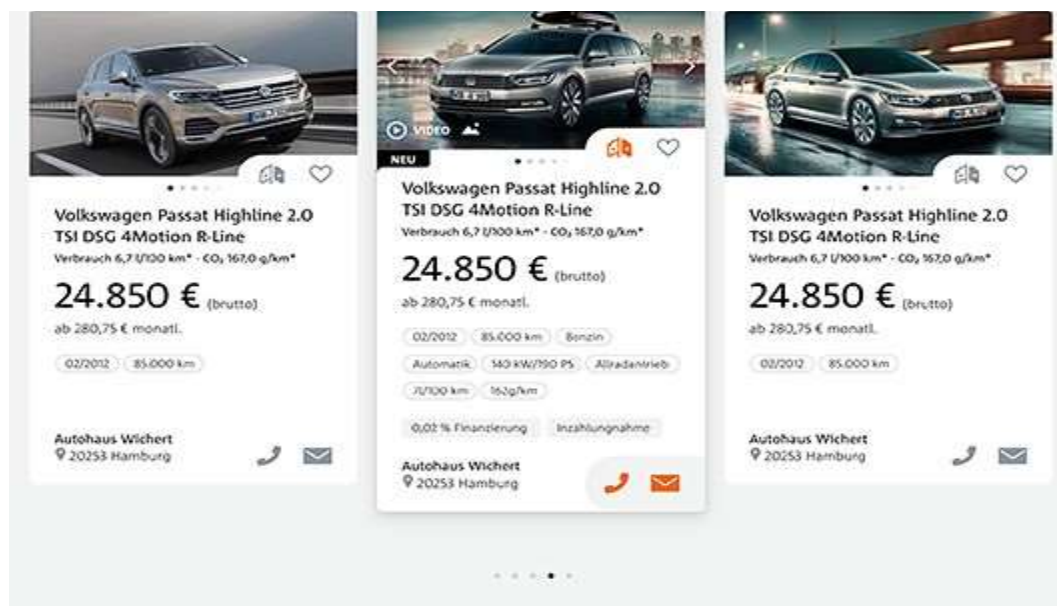 Volkswagen Passat Highline 2.0
TSI DSG 4Motion R-Line
Verbrauch 6,7 l/100 km* - CO₂ 167,0 g/km*
24.850 € (brutto)
ab 280,75 € monatl.
02/2012 85.000 km
Autohaus Wichert
20253 Hamburg
VIDEO
NEU
Volkswagen Passat Highline 2.0
TSI DSG 4Motion R-Line
Verbrauch 6,7 l/100 km* - CO₂ 167,0 g/km*
24.850 € (brutto)
ab 280,75 € monatl.
02/2012 85.000 km Benzin
Automatik 140 kW/190 PS Allradantrieb
7l/100 km 162g/km
0,02 % Finanzierung Inzahlungnahme
Autohaus Wichert
20253 Hamburg
Volkswagen Passat Highline 2.0
TSI DSG 4Motion R-Line
Verbrauch 6,7 l/100 km* - CO₂ 167,0 g/km*
24.850 € (brutto)
ab 280,75 € monatl.
02/2012 85.000 km
Autohaus Wichert
20253 Hamburg